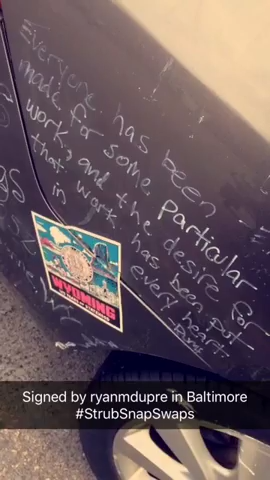 Everyone has been
made for some particular
work, and the desire for
that work has been put
in every heart.
Rumi
WYOMING
Signed by ryanmdupre in Baltimore
#StrubSnapSwaps